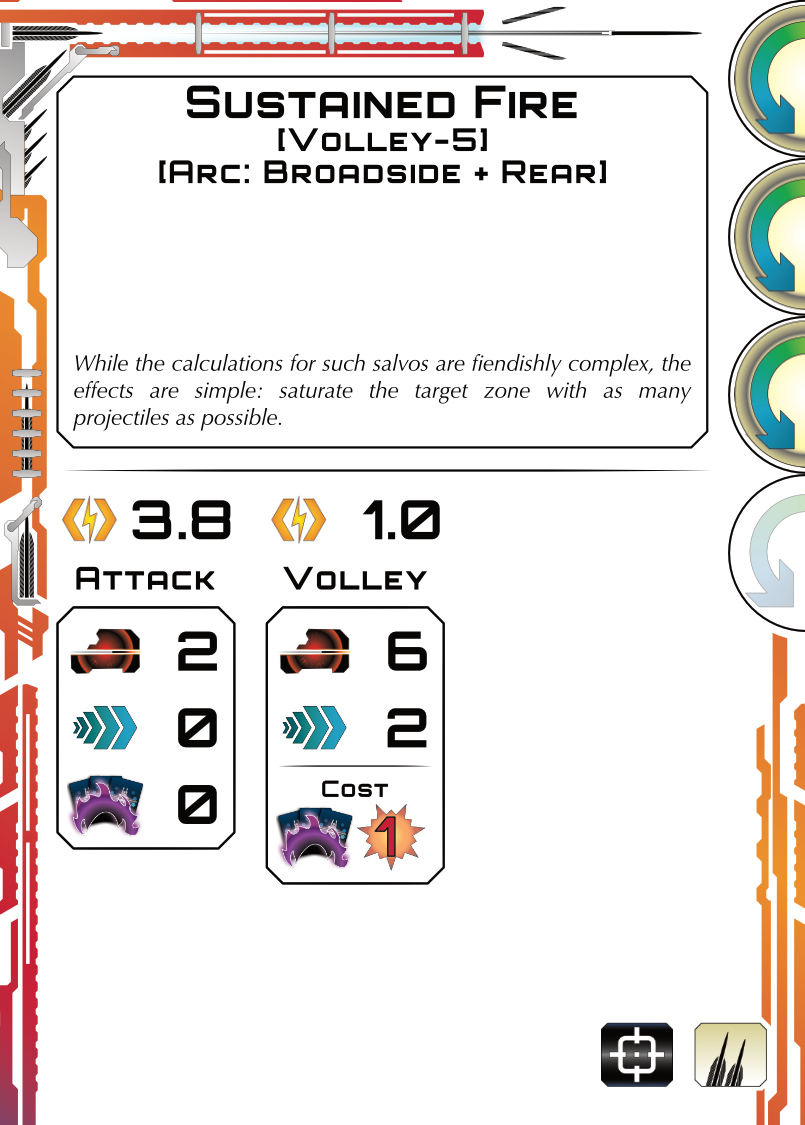 Sustained Fire
[Volley-5]
[Arc: Broadside + Rear]
While the calculations for such salvos are fiendishly complex, the
effects are simple: saturate the target zone with as many
projectiles as possible.
3.8 1.0
Attack Volley
2 6
0 2
0
Cost
1